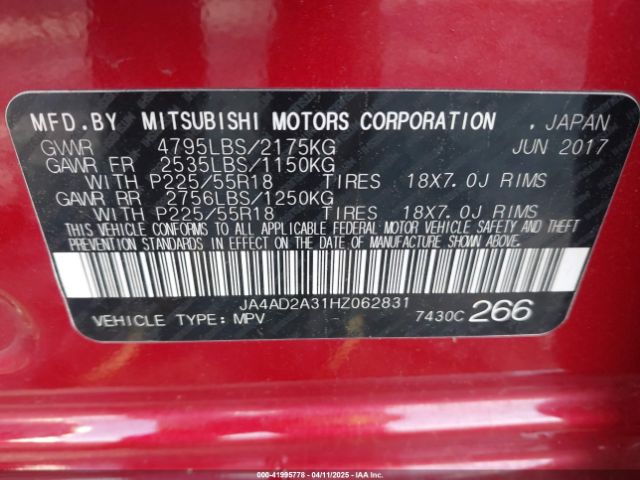 MFD.BY MITSUBISHI MOTORS CORPORATION . JAPAN
GVWR 4795LBS/2175KG JUN 2017
GAWR FR 2535LBS/1150KG
WITH P225/55R18 TIRES 18X7.0J RIMS
GAWR RR 2756LBS/1250KG
WITH P225/55R18 TIRES 18X7.0J RIMS
THIS VEHICLE CONFORMS TO ALL APPLICABLE FEDERAL MOTOR VEHICLE SAFETY AND THEFT
PREVENTION STANDARDS IN EFFECT ON THE DATE OF MANUFACTURE SHOWN ABOVE.
JA4AD2A31HZ062831
VEHICLE TYPE: MPV - 7430C 266
000-41995778 - 04/11/2025 - IAAI.CA